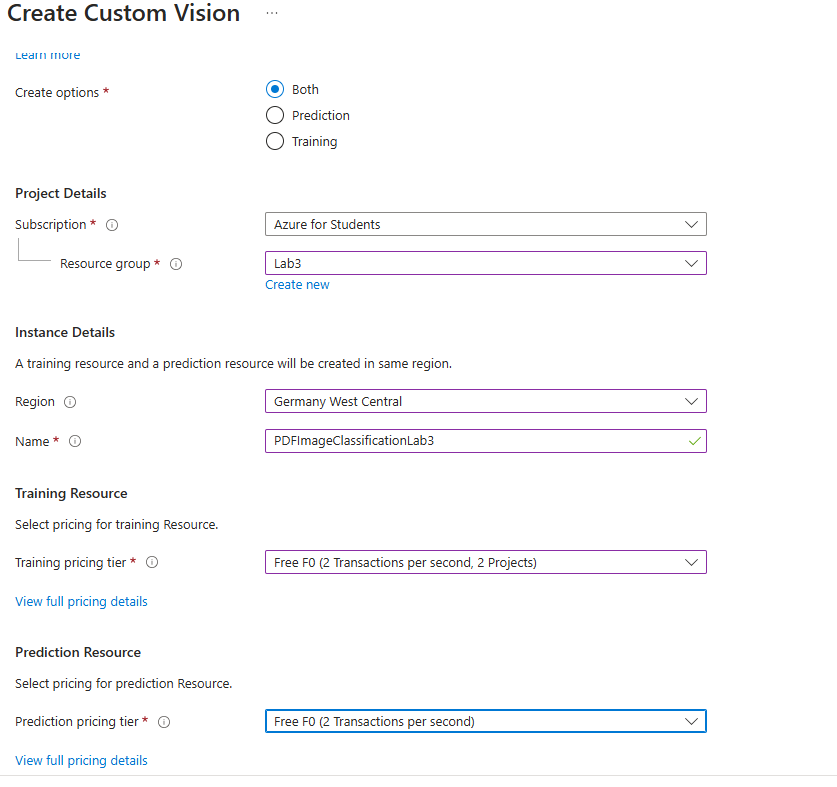 Create Custom Vision ...
Learn more
Create options *
Both
Prediction
Training
Project Details
Subscription * Azure for Students
Resource group * Lab3
Create new
Instance Details
A training resource and a prediction resource will be created in same region.
Region Germany West Central
Name * PDFImageClassificationLab3
Training Resource
Select pricing for training Resource.
Training pricing tier * Free F0 (2 Transactions per second, 2 Projects)
View full pricing details
Prediction Resource
Select pricing for prediction Resource.
Prediction pricing tier * Free F0 (2 Transactions per second)
View full pricing details